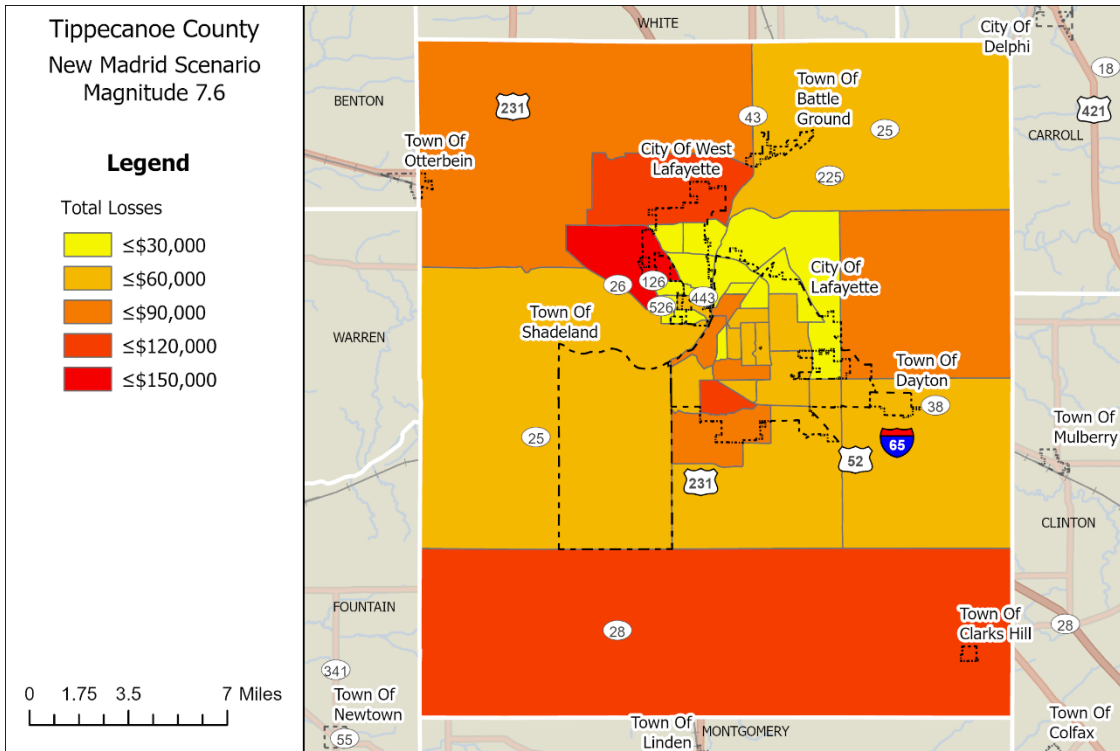 Tippecanoe County
New Madrid Scenario
Magnitude 7.6
Legend
Total Losses
≤$30,000
≤$60,000
≤$90,000
≤$120,000
≤$150,000
0 1.75 3.5 7 Miles
WHITE
City Of
Delphi
18
BENTON
231
Town Of
Battle
Ground
421
43
25
CARROLL
Town Of
Otterbein
City Of West
Lafayette
225
City Of
Lafayette
26
126
443
526
Town Of
Shadeland
WARREN
Town Of
Dayton
38
Town Of
Mulberry
25
65
52
231
CLINTON
FOUNTAIN
28
Town Of
Clarks Hill
28
341
Town Of
Newtown
55
Town Of
Linden
MONTGOMERY
Town Of
Colfax